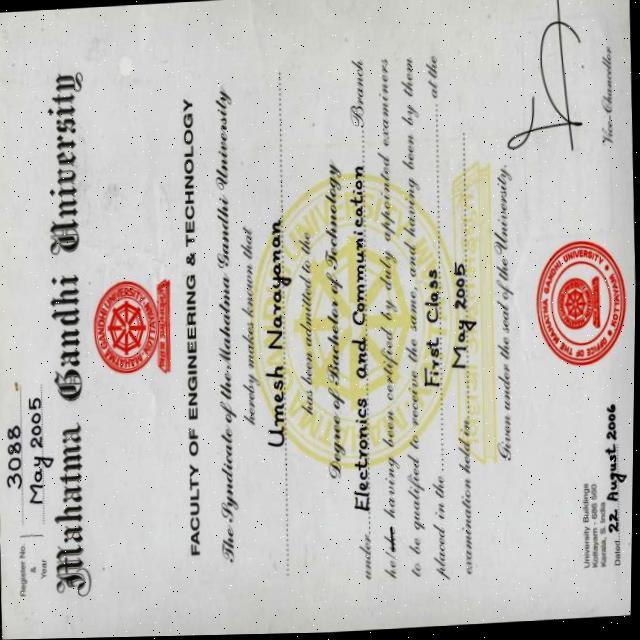 Register No. & Year
3088
May 2005
Mahatma Gandhi University
MAHATMA GANDHI UNIVERSITY
FACULTY OF ENGINEERING & TECHNOLOGY
The Syndicate of the Mahatma Gandhi University
hereby makes known that
Umesh Narayanan
has been admitted to the
Degree of Bachelor of Technology
under Electronics and Communication Branch
he/she having been certified by duly appointed examiners
to be qualified to receive the same, and having been by them
placed in the First Class at the
examination held in May 2005
Given under the seal of the University
University Buildings
Kottayam - 686 560
Kerala, S. India
Dated 22 August 2006
OFFICE OF THE MAHATMA GANDHI UNIVERSITY
Vice-Chancellor